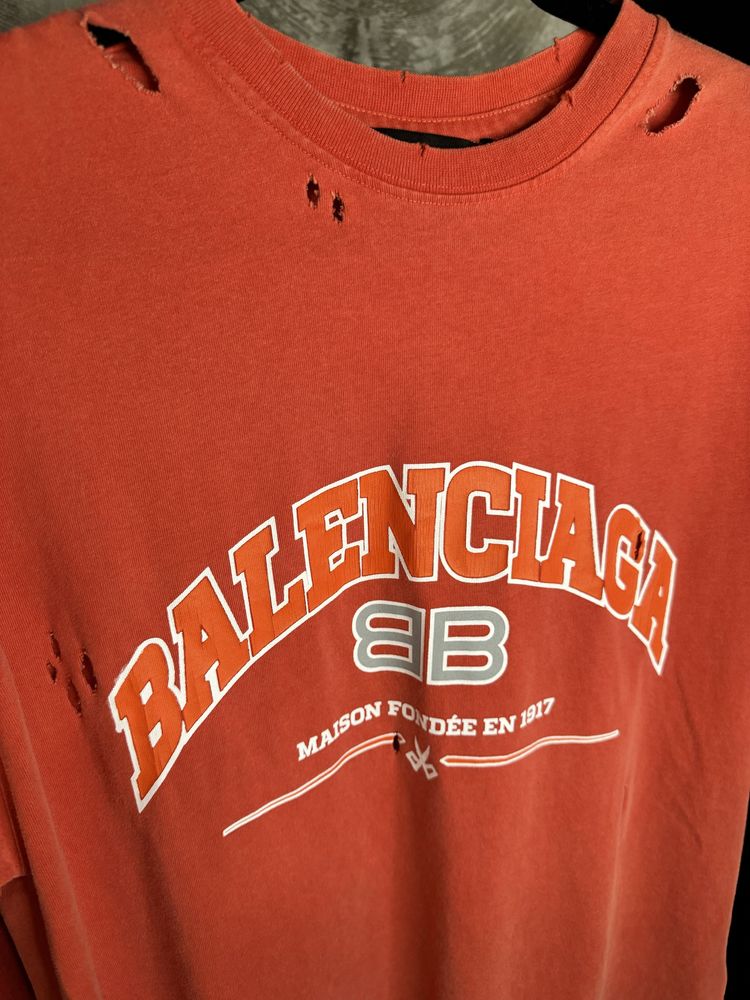 BALENCIAGA
BB
MAISON FONDÉE EN 1917